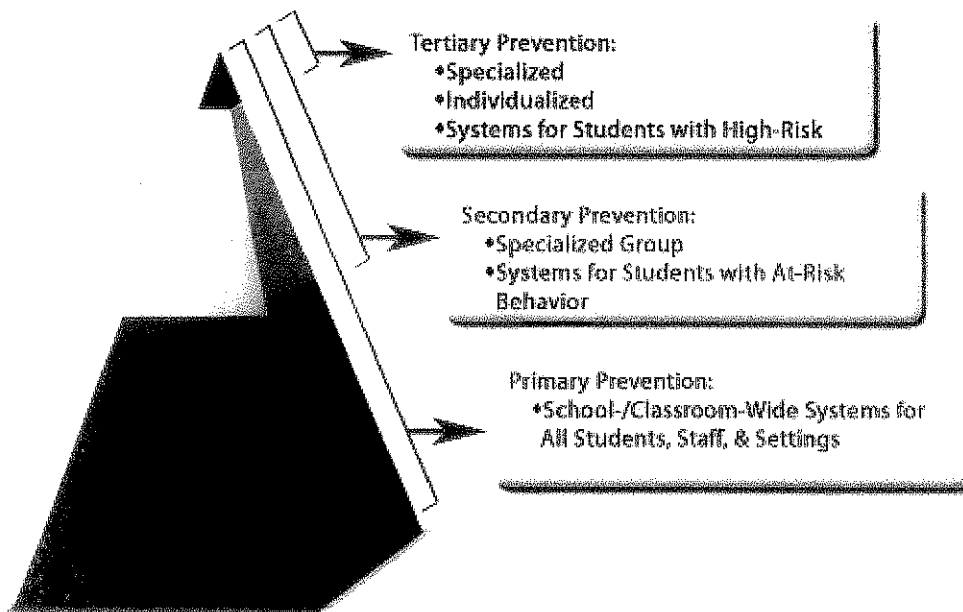 Tertiary Prevention:
•Specialized
•Individualized
•Systems for Students with High-Risk
Secondary Prevention:
•Specialized Group
•Systems for Students with At-Risk
Behavior
Primary Prevention:
•School-/Classroom-Wide Systems for
All Students, Staff, & Settings